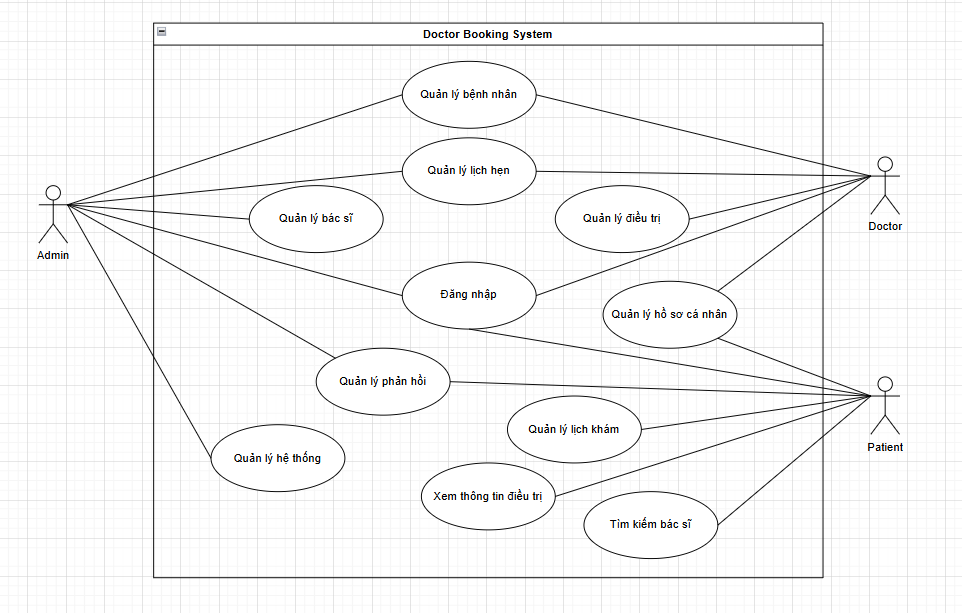 Doctor Booking System
Quản lý bệnh nhân
Quản lý lịch hẹn
Quản lý bác sĩ
Quản lý điều trị
Doctor
Admin
Đăng nhập
Quản lý hồ sơ cá nhân
Quản lý phản hồi
Quản lý lịch khám
Patient
Quản lý hệ thống
Xem thông tin điều trị
Tìm kiếm bác sĩ